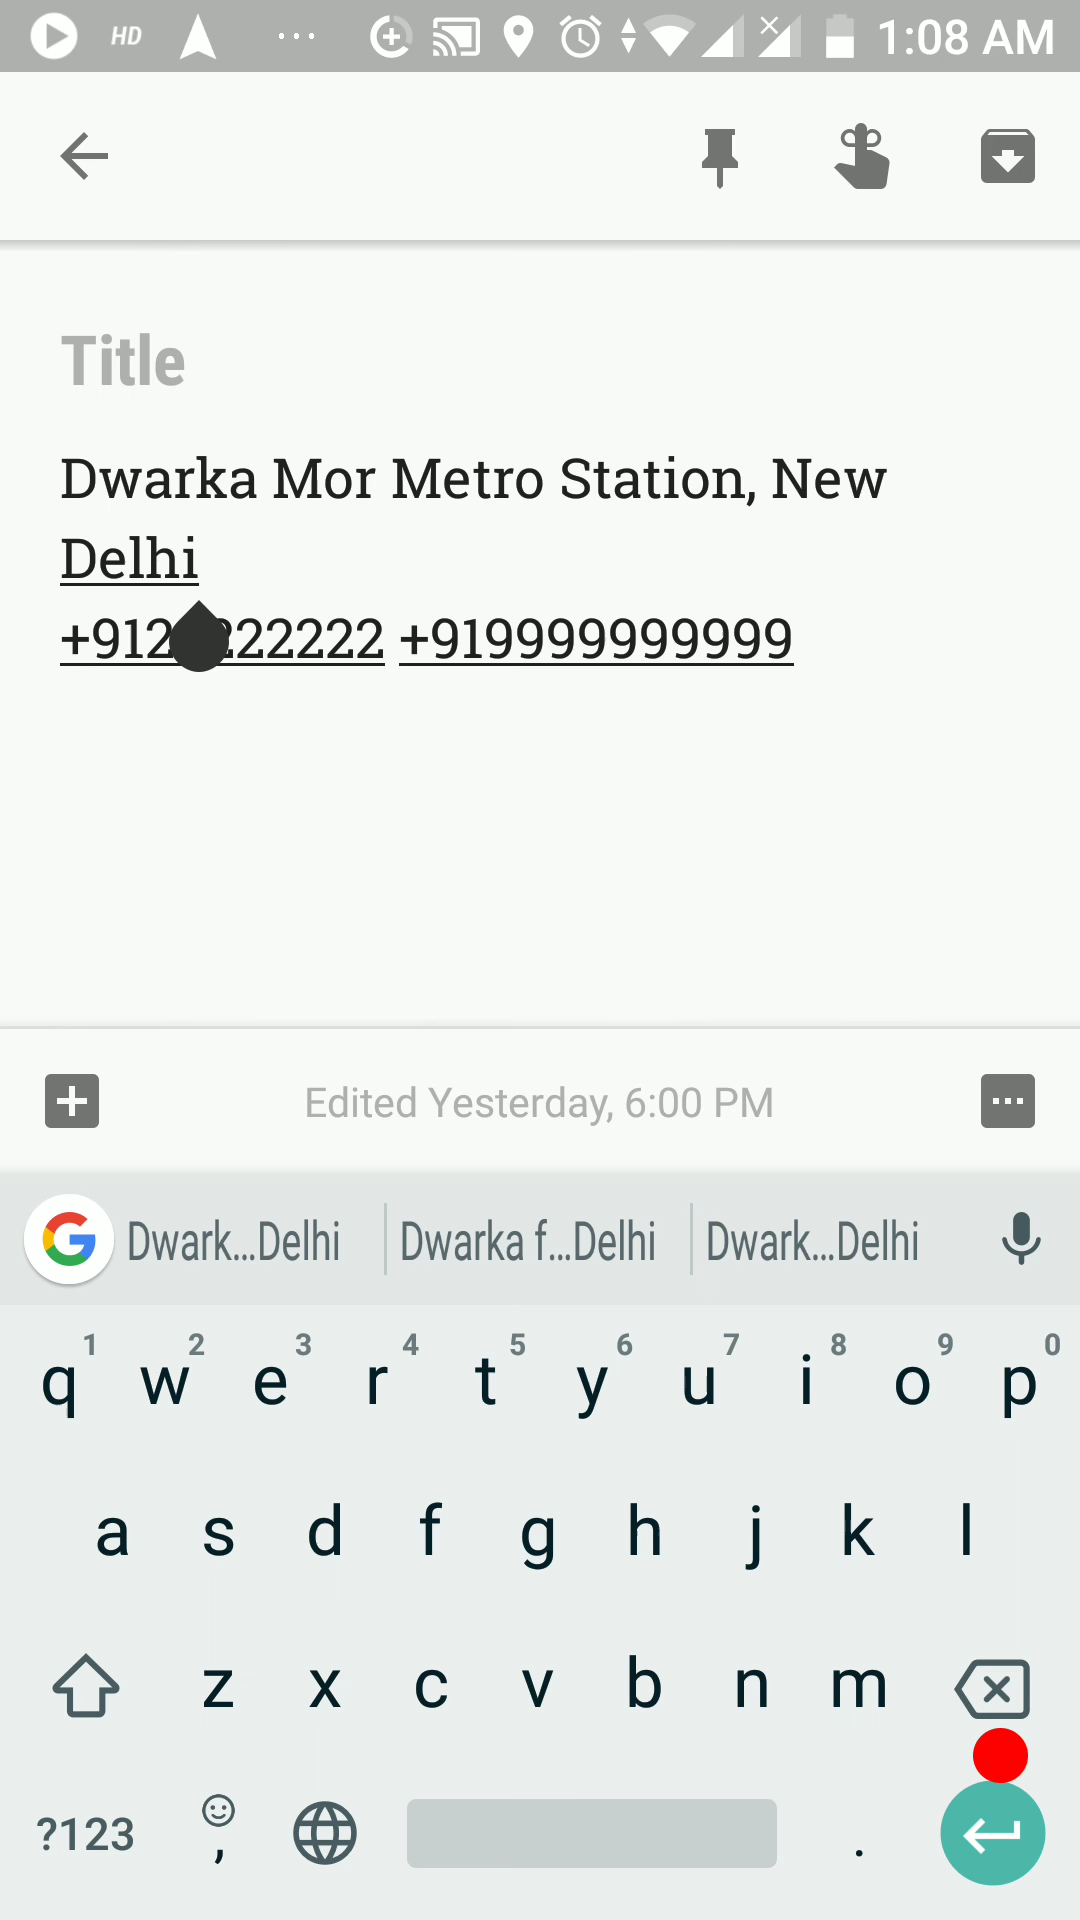 HD
1:08 AM
Title
Dwarka Mor Metro Station, New
Delhi
+919999999999
Edited Yesterday, 6:00 PM
Dwark...Delhi
Dwarka f...Delhi
Dwark...Delhi
1 2 3 4 5 6 7 8 9 0
q w e r t y u i o p
a s d f g h j k l
z x c v b n m
?123 , .